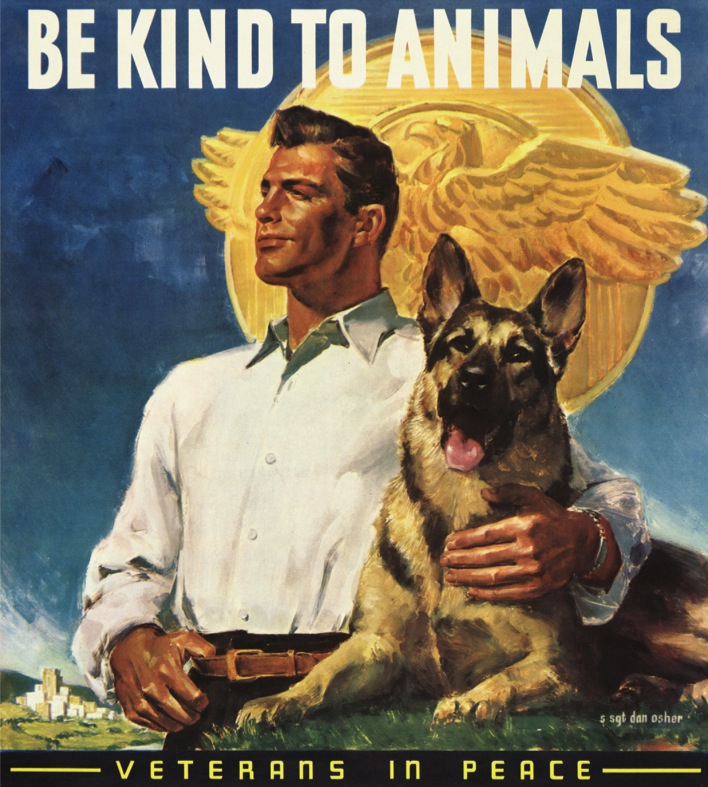 BE KIND TO ANIMALS
s sgt dan osher
VETERANS IN PEACE